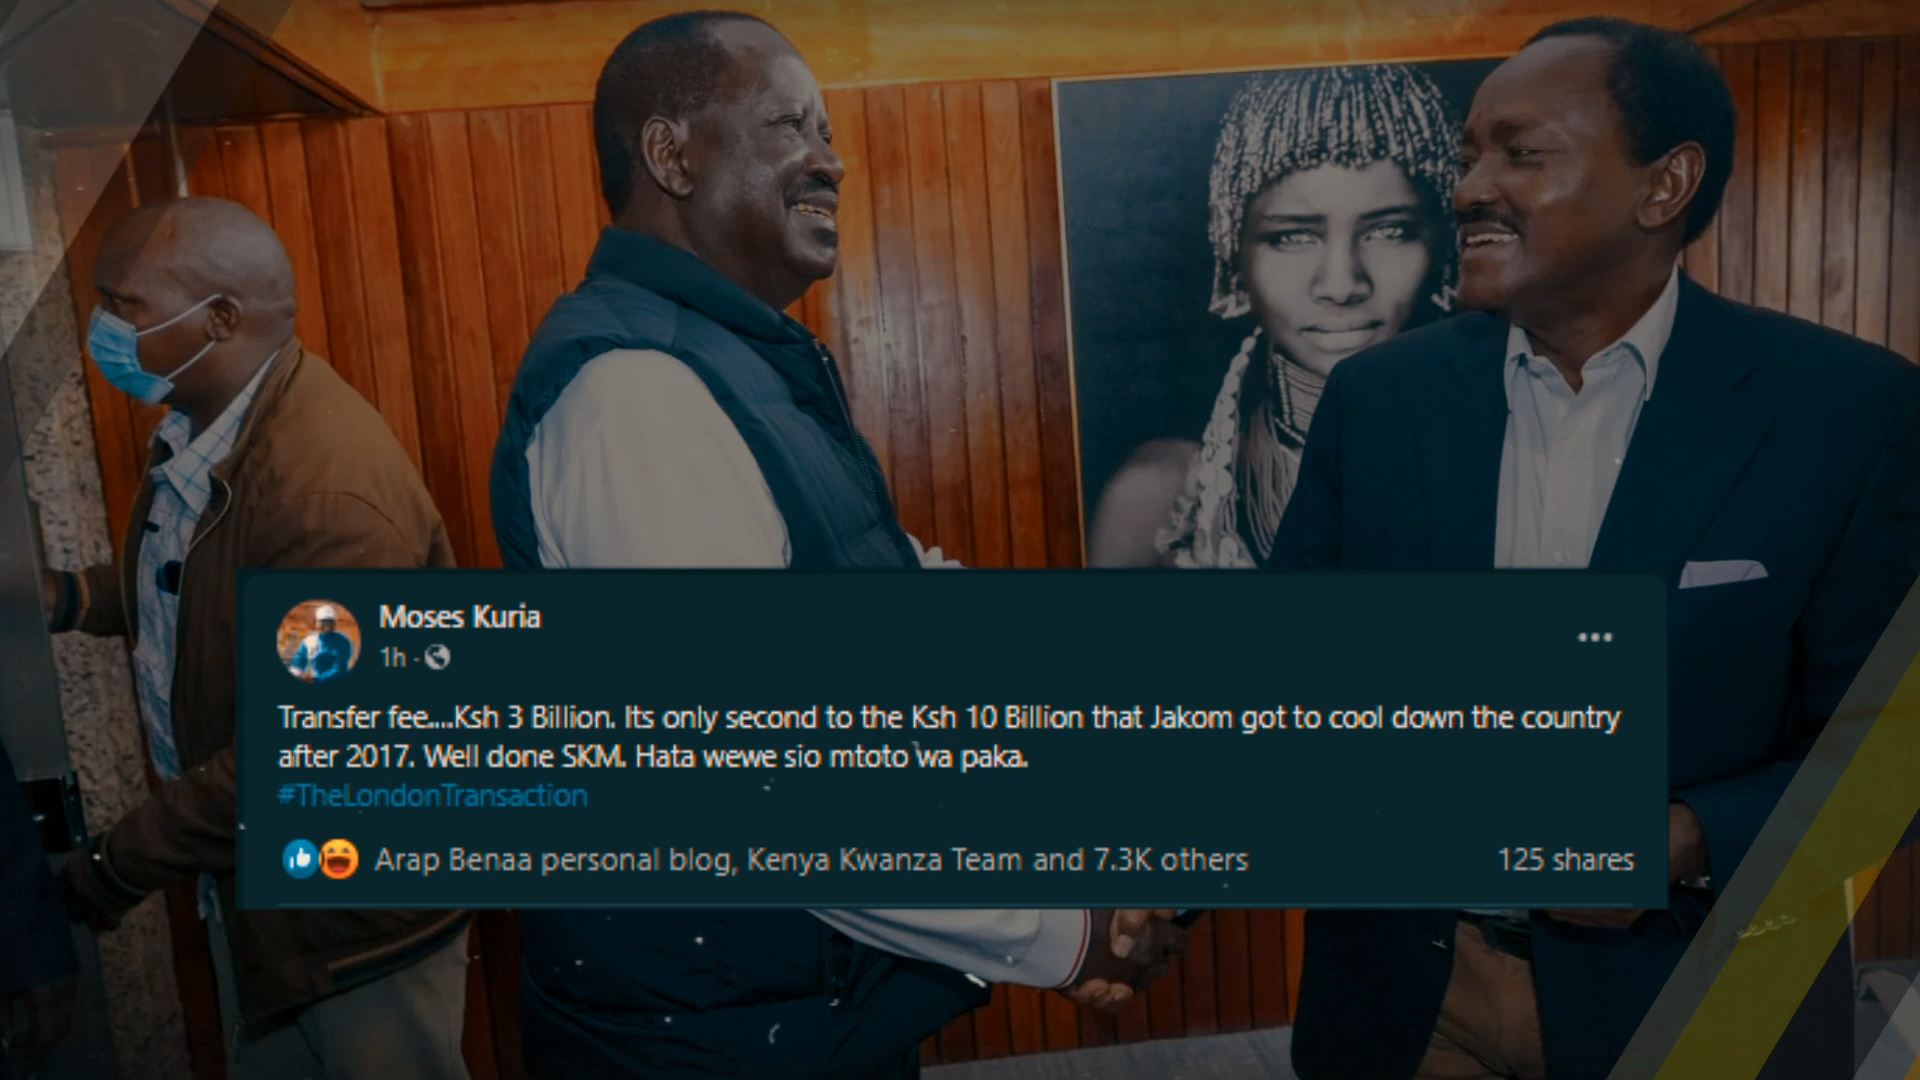 Moses Kuria
1h ·
Transfer fee....Ksh 3 Billion. Its only second to the Ksh 10 Billion that Jakom got to cool down the country
after 2017. Well done SKM. Hata wewe sio mtoto wa paka.
#TheLondonTransaction
Arap Benaa personal blog, Kenya Kwanza Team and 7.3K others
125 shares